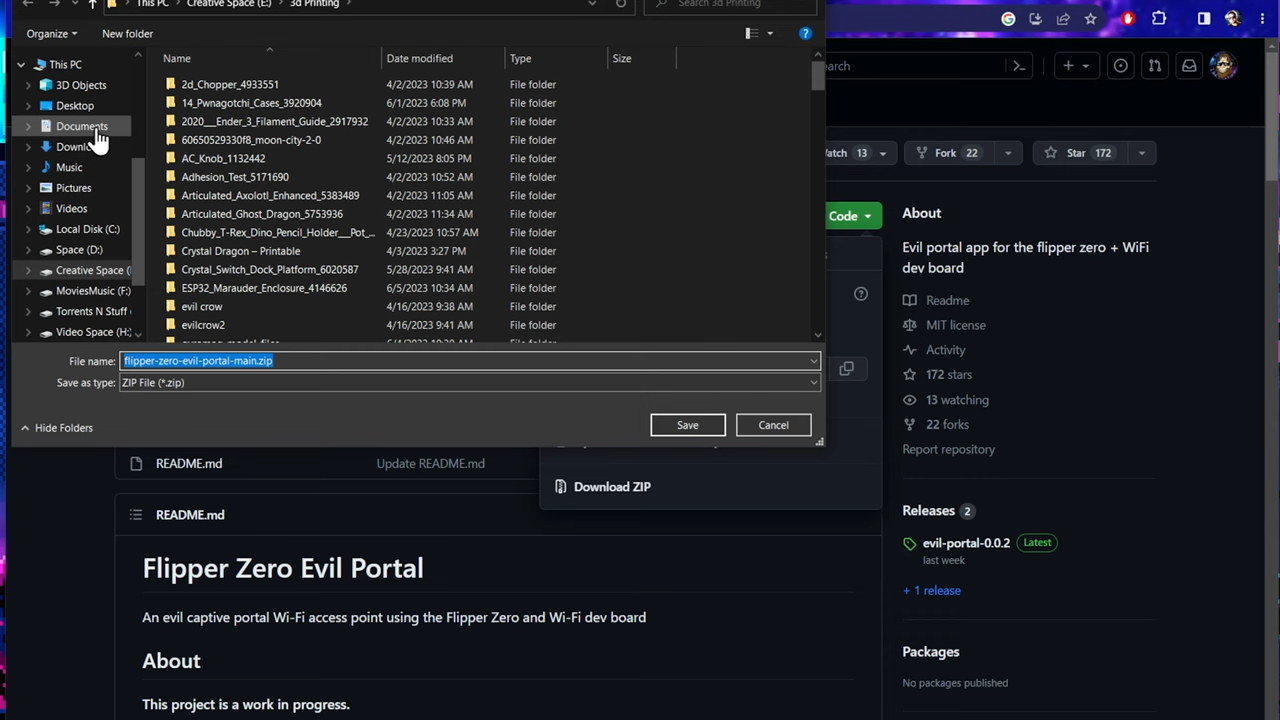 This PC > Creative Space (E:) > 3d Printing >
Search 3d Printing
Organize
New folder
This PC
3D Objects
Desktop
Documents
Music
Pictures
Videos
Local Disk (C:)
Space (D:)
Creative Space (
MoviesMusic (F:)
Torrents N Stuff
Video Space (H:
Name Date modified Type Size
2d_Chopper_4933551 4/2/2023 10:39 AM File folder
14_Pwnagotchi_Cases_3920904 6/1/2023 6:08 PM File folder
2020__Ender_3_Filament_Guide_2917932 4/2/2023 10:33 AM File folder
60650529330f8_moon-city-2-0 4/2/2023 10:46 AM File folder
AC_Knob_1132442 5/12/2023 8:05 PM File folder
Adhesion_Test_5171690 4/2/2023 10:52 AM File folder
Articulated_Axolotl_Enhanced_5383489 4/2/2023 11:05 AM File folder
Articulated_Ghost_Dragon_5753936 4/2/2023 11:34 AM File folder
Chubby_T-Rex_Dino_Pencil_Holder__Pot_... 4/23/2023 10:57 AM File folder
Crystal Dragon – Printable 4/3/2023 3:27 PM File folder
Crystal_Switch_Dock_Platform_6020587 5/28/2023 9:41 AM File folder
ESP32_Marauder_Enclosure_4146626 6/5/2023 10:34 AM File folder
evil crow 4/16/2023 9:38 AM File folder
evilcrow2 4/16/2023 9:41 AM File folder
File name: flipper-zero-evil-portal-main.zip
Save as type: ZIP File (*.zip)
Hide Folders
Save
Cancel
13
Fork 22
Star 172
Code
Download ZIP
README.md Update README.md
README.md
Flipper Zero Evil Portal
An evil captive portal Wi-Fi access point using the Flipper Zero and Wi-Fi dev board
About
This project is a work in progress.
About
Evil portal app for the flipper zero + WiFi
dev board
Readme
MIT license
Activity
172 stars
13 watching
22 forks
Report repository
Releases 2
evil-portal-0.0.2 Latest
last week
+ 1 release
Packages
No packages published